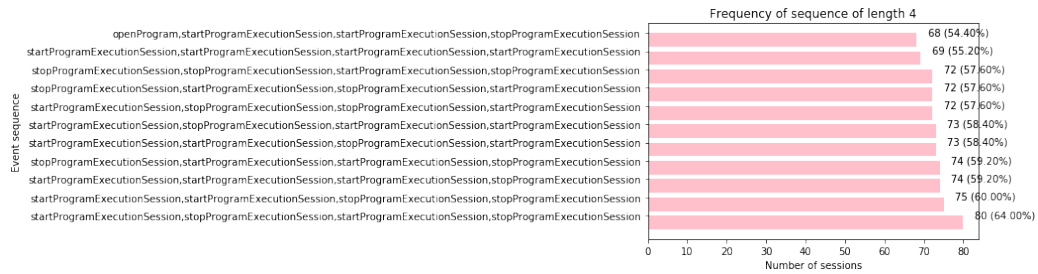 Frequency of sequence of length 4
openProgram,startProgramExecutionSession,startProgramExecutionSession,stopProgramExecutionSession 68 (54.40%)
startProgramExecutionSession,startProgramExecutionSession,startProgramExecutionSession,startProgramExecutionSession 69 (55.20%)
stopProgramExecutionSession,stopProgramExecutionSession,startProgramExecutionSession,stopProgramExecutionSession 72 (57.60%)
stopProgramExecutionSession,startProgramExecutionSession,stopProgramExecutionSession,startProgramExecutionSession 72 (57.60%)
startProgramExecutionSession,stopProgramExecutionSession,startProgramExecutionSession,stopProgramExecutionSession 72 (57.60%)
startProgramExecutionSession,stopProgramExecutionSession,startProgramExecutionSession,startProgramExecutionSession 73 (58.40%)
startProgramExecutionSession,startProgramExecutionSession,stopProgramExecutionSession,startProgramExecutionSession 73 (58.40%)
stopProgramExecutionSession,startProgramExecutionSession,startProgramExecutionSession,stopProgramExecutionSession 74 (59.20%)
startProgramExecutionSession,startProgramExecutionSession,startProgramExecutionSession,stopProgramExecutionSession 74 (59.20%)
startProgramExecutionSession,startProgramExecutionSession,stopProgramExecutionSession,stopProgramExecutionSession 75 (60.00%)
startProgramExecutionSession,stopProgramExecutionSession,startProgramExecutionSession,stopProgramExecutionSession 80 (64.00%)
Event sequence
0 10 20 30 40 50 60 70 80
Number of sessions